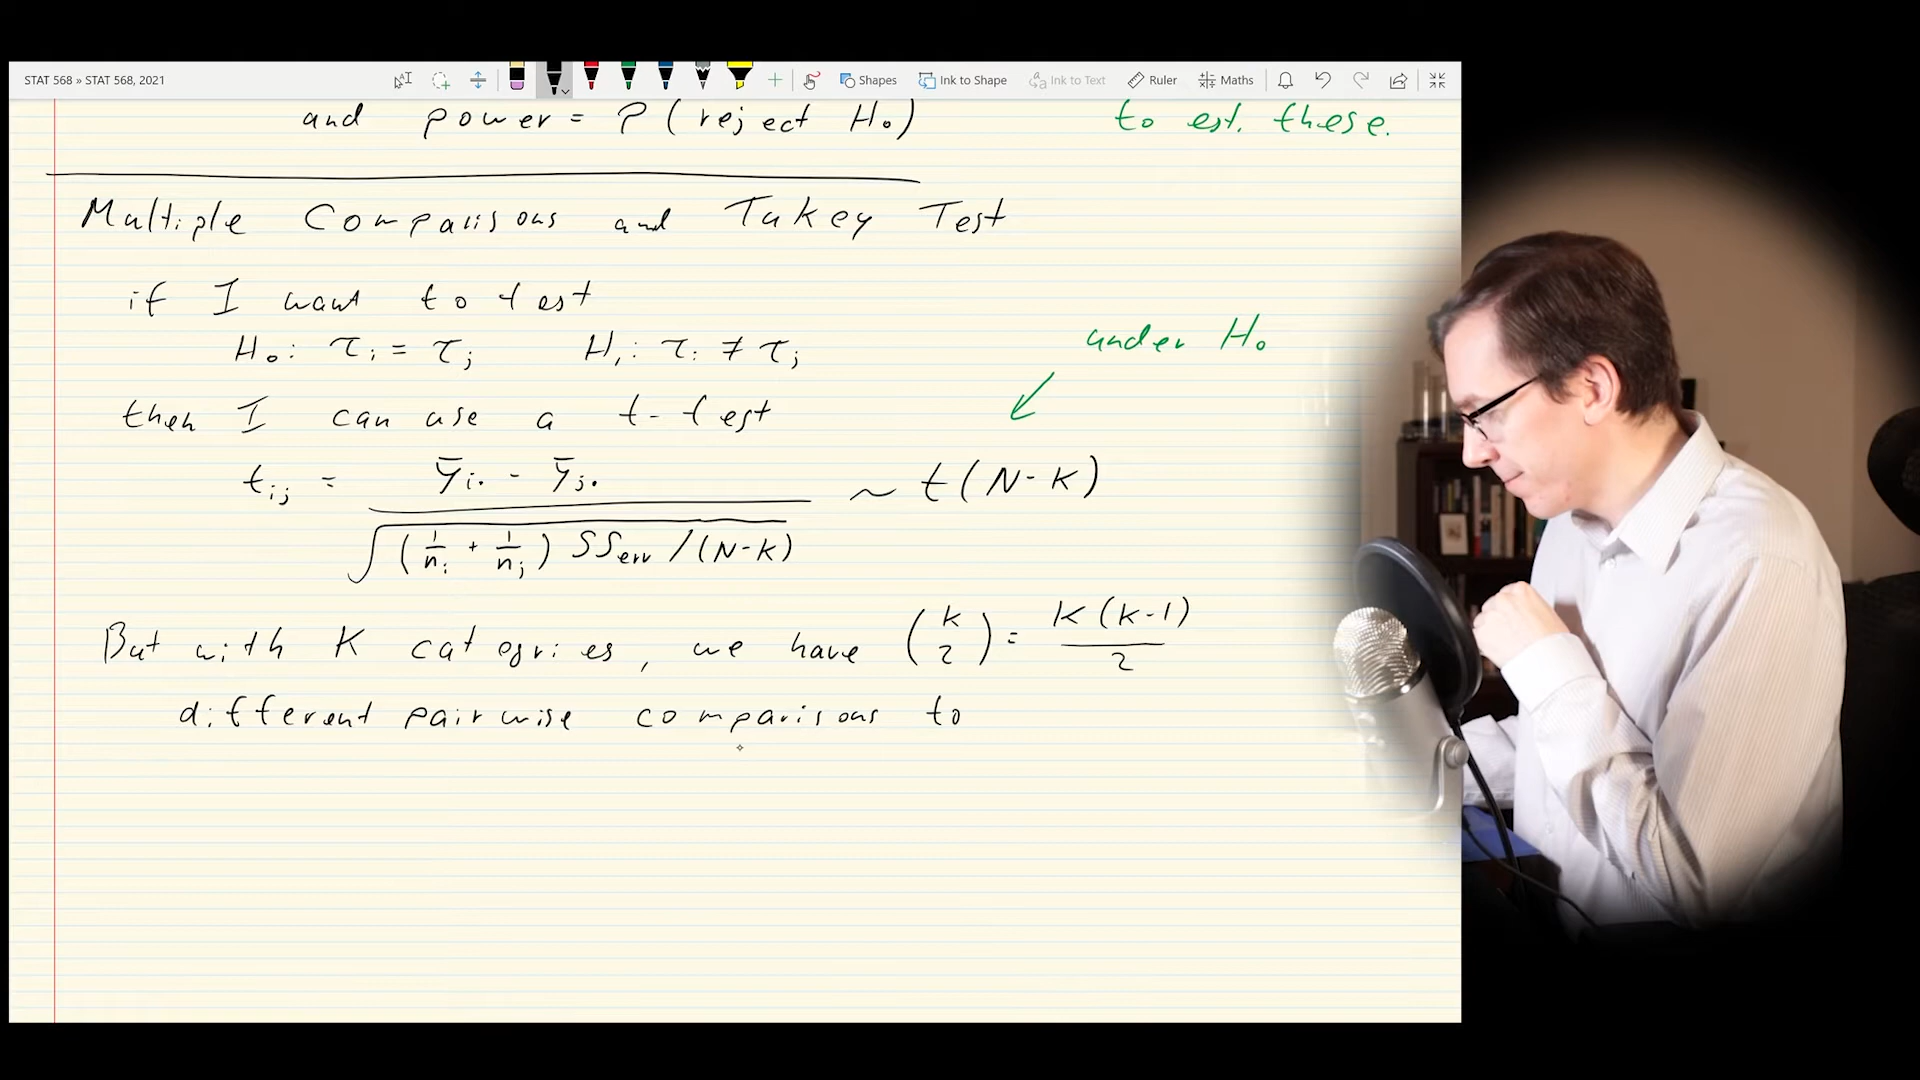 STAT 568 » STAT 568, 2021
Shapes Ink to Shape Ink to Text Ruler Maths
and power = P(reject H₀) to est. these.
Multiple Comparisons and Tukey Test
if I want to test
H₀: τᵢ = τⱼ H₁: τᵢ ≠ τⱼ
under H₀
then I can use a t-test
tᵢⱼ = (ȳᵢ. - ȳⱼ.) / √((1/nᵢ + 1/nⱼ) SSerr / (N-k)) ~ t(N-k)
But with k categories, we have (k 2) = k(k-1)/2
different pairwise comparisons to